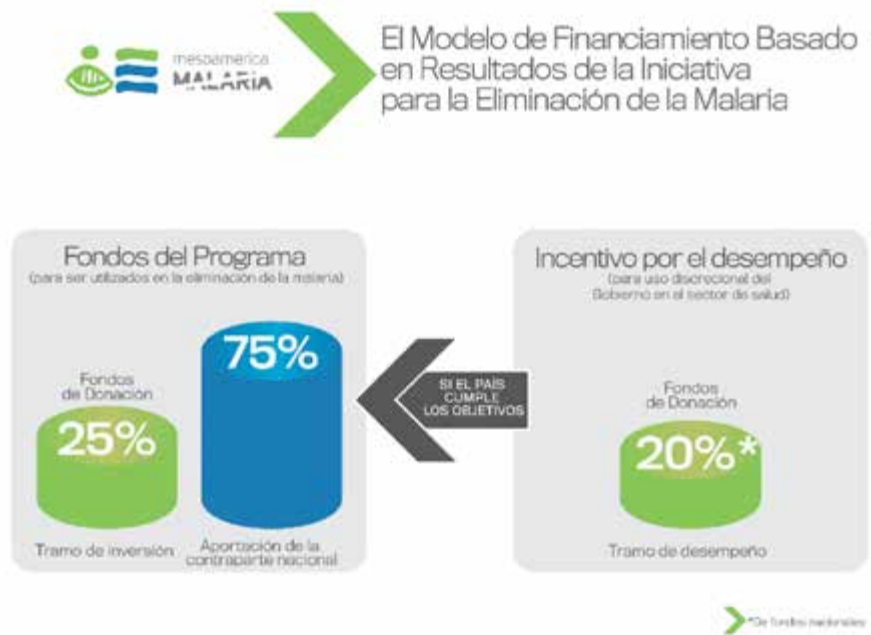 mesoamerica
MALARIA
El Modelo de Financiamiento Basado
en Resultados de la Iniciativa
para la Eliminación de la Malaria
Fondos del Programa
(para ser utilizados en la eliminación de la malaria)
Fondos
de Donación
25%
Tramo de inversión
75%
Aportación de la
contraparte nacional
SI EL PAÍS
CUMPLE
LOS OBJETIVOS
Incentivo por el desempeño
(para uso discrecional del
Gobierno en el sector de salud)
Fondos
de Donación
20%*
Tramo de desempeño
*De fondos nacionales